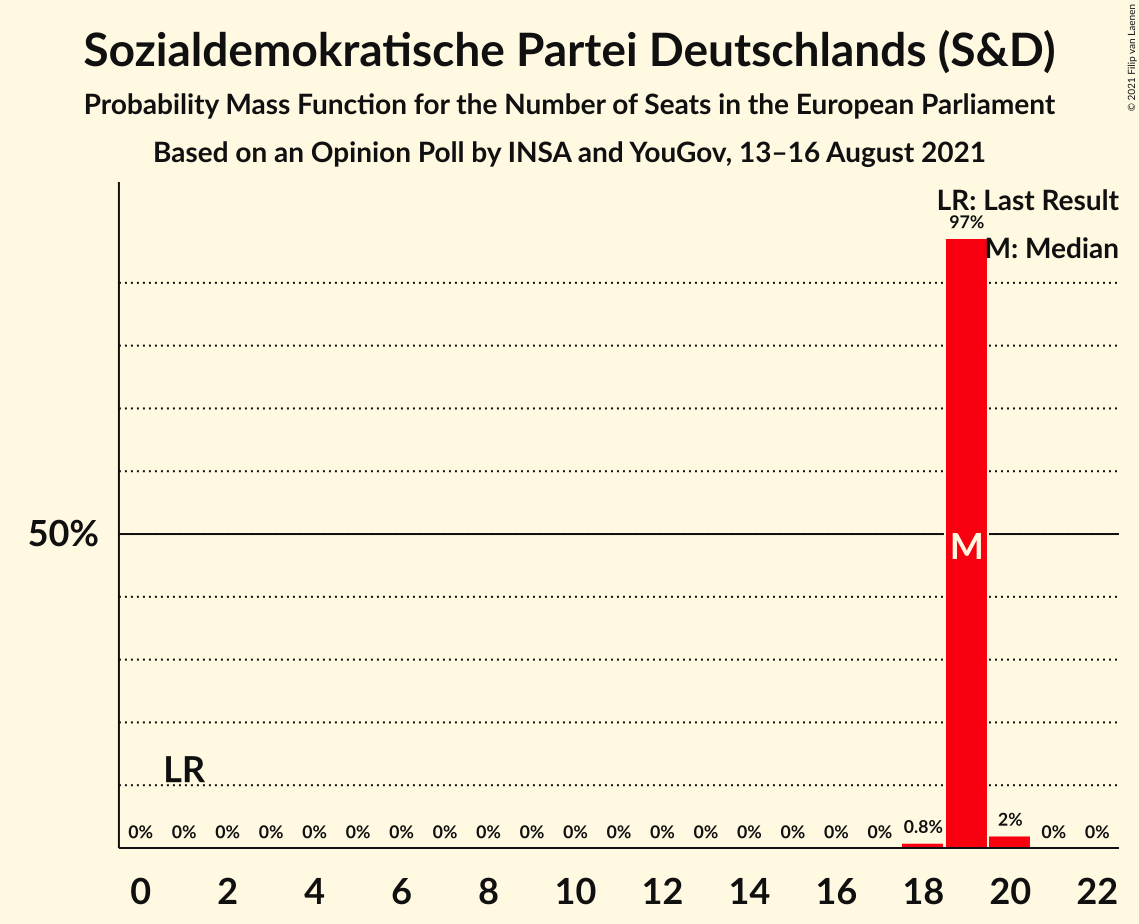 Sozialdemokratische Partei Deutschlands (S&D)
Probability Mass Function for the Number of Seats in the European Parliament
Based on an Opinion Poll by INSA and YouGov, 13–16 August 2021
© 2021 Filip van Laenen
LR: Last Result
97%
M: Median
50%
M
LR
0% 0% 0% 0% 0% 0% 0% 0% 0% 0% 0% 0% 0% 0% 0% 0% 0% 0% 0.8% 2% 0% 0%
0 2 4 6 8 10 12 14 16 18 20 22